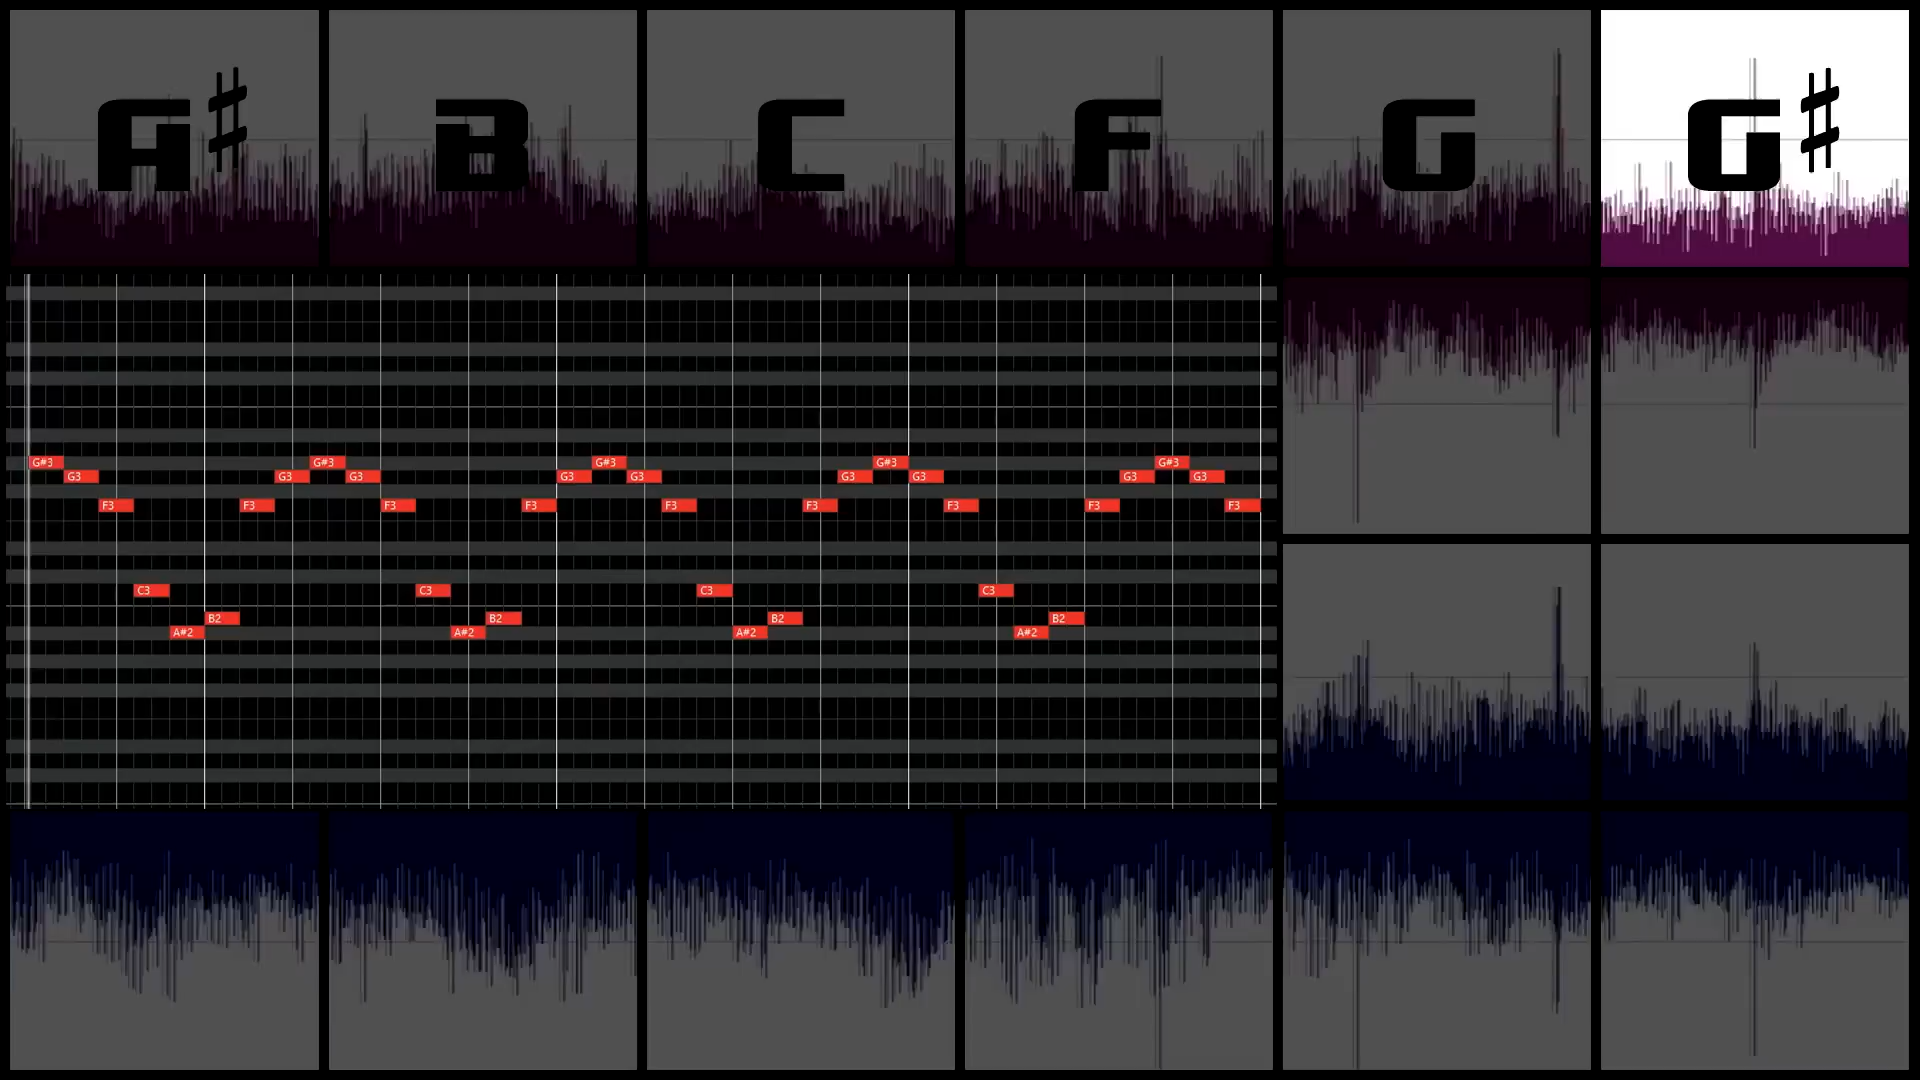 A♯ B C F G G♯
G#3 G#3 G#3 G#3 G#3
G3 G3 G3 G3 G3 G3 G3 G3 G3
F3 F3 F3 F3 F3 F3 F3 F3 F3
C3 C3 C3 C3
B2 B2 B2 B2
A#2 A#2 A#2 A#2